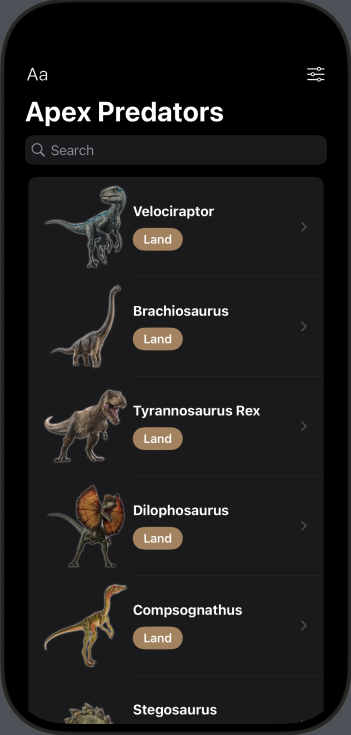 Aa
Apex Predators
Search
Velociraptor
Land
Brachiosaurus
Land
Tyrannosaurus Rex
Land
Dilophosaurus
Land
Compsognathus
Land
Stegosaurus